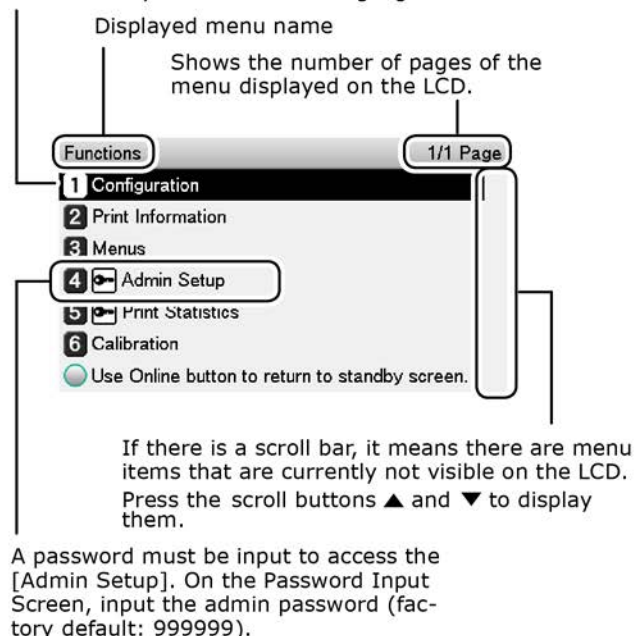 Displayed menu name
Shows the number of pages of the
menu displayed on the LCD.
Functions
1/1 Page
1 Configuration
2 Print Information
3 Menus
4 Admin Setup
5 Print Statistics
6 Calibration
Use Online button to return to standby screen.
If there is a scroll bar, it means there are menu
items that are currently not visible on the LCD.
Press the scroll buttons ▲ and ▼ to display
them.
A password must be input to access the
[Admin Setup]. On the Password Input
Screen, input the admin password (fac-
tory default: 999999).